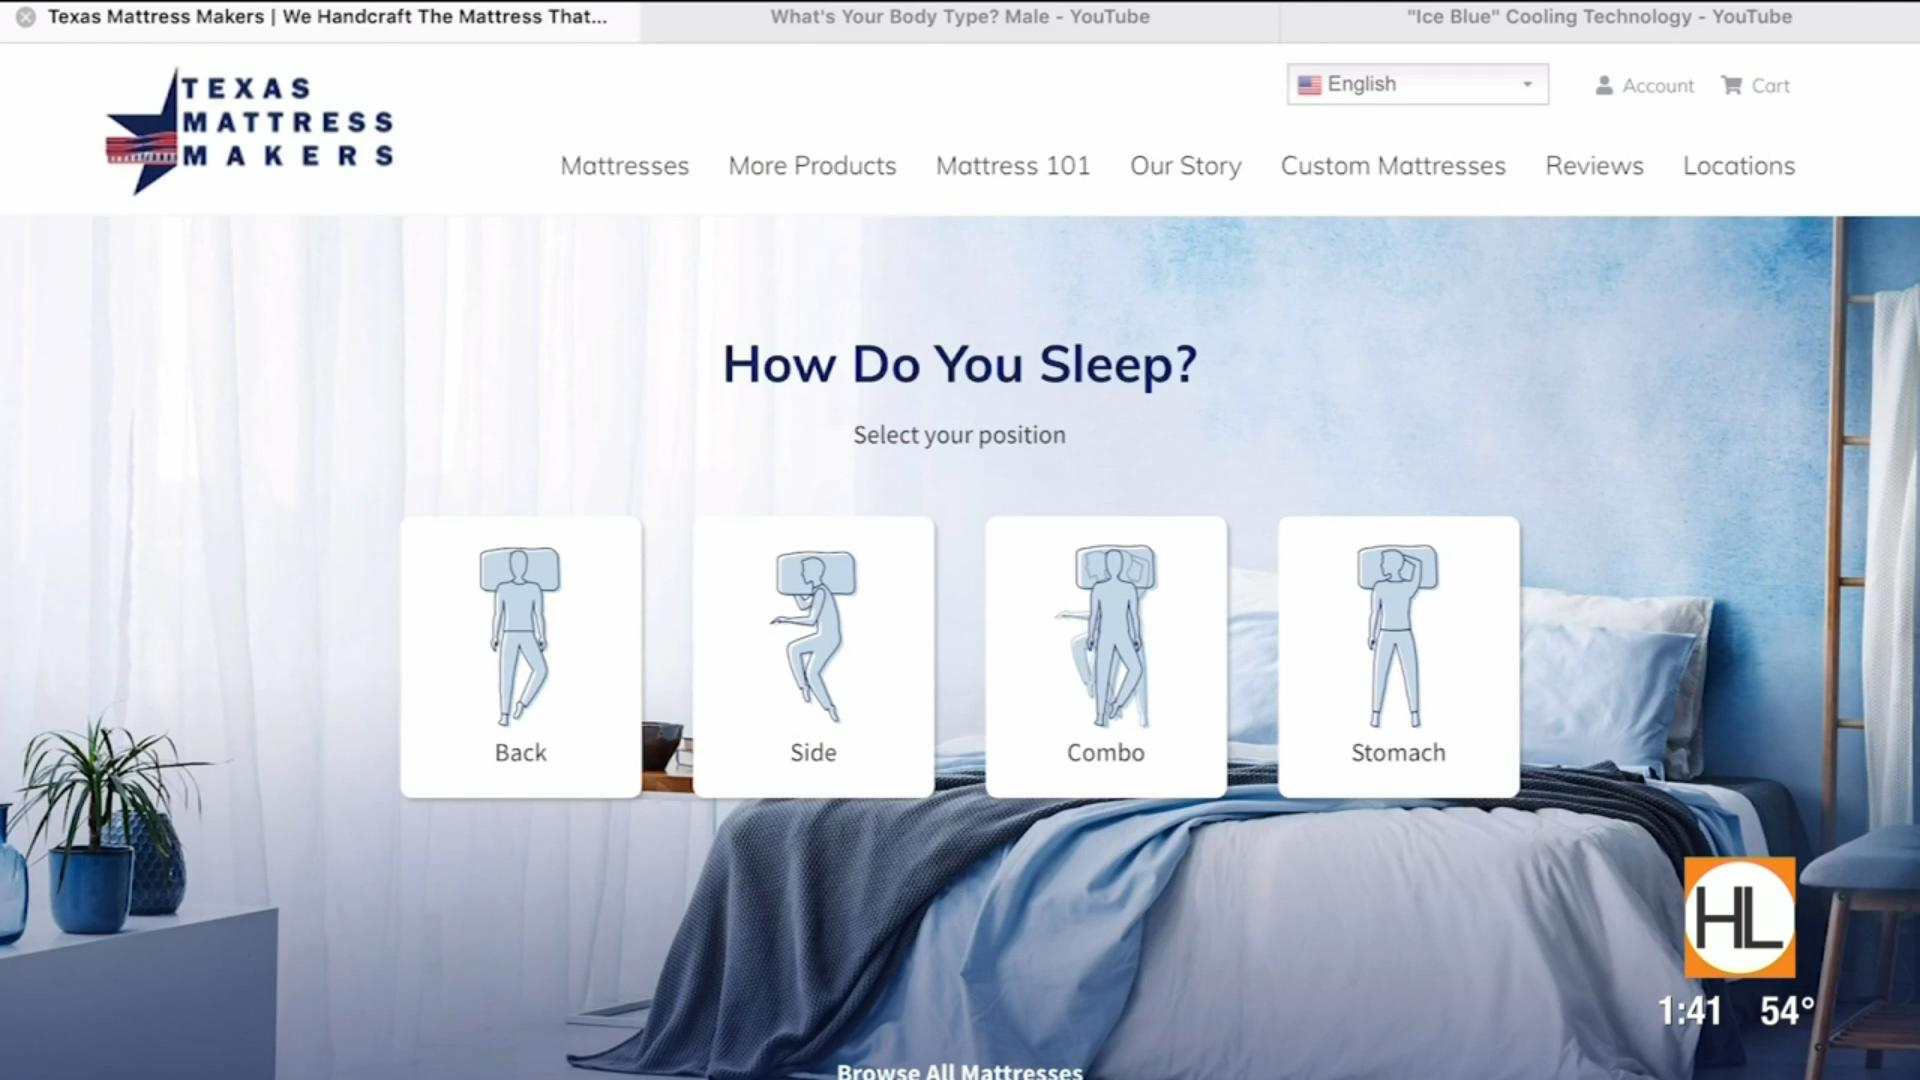 Texas Mattress Makers | We Handcraft The Mattress That...
What's Your Body Type? Male - YouTube
"Ice Blue" Cooling Technology - YouTube
TEXAS
MATTRESS
MAKERS
English
Account
Cart
Mattresses
More Products
Mattress 101
Our Story
Custom Mattresses
Reviews
Locations
How Do You Sleep?
Select your position
Back
Side
Combo
Stomach
HL
1:41 54°
Browse All Mattresses